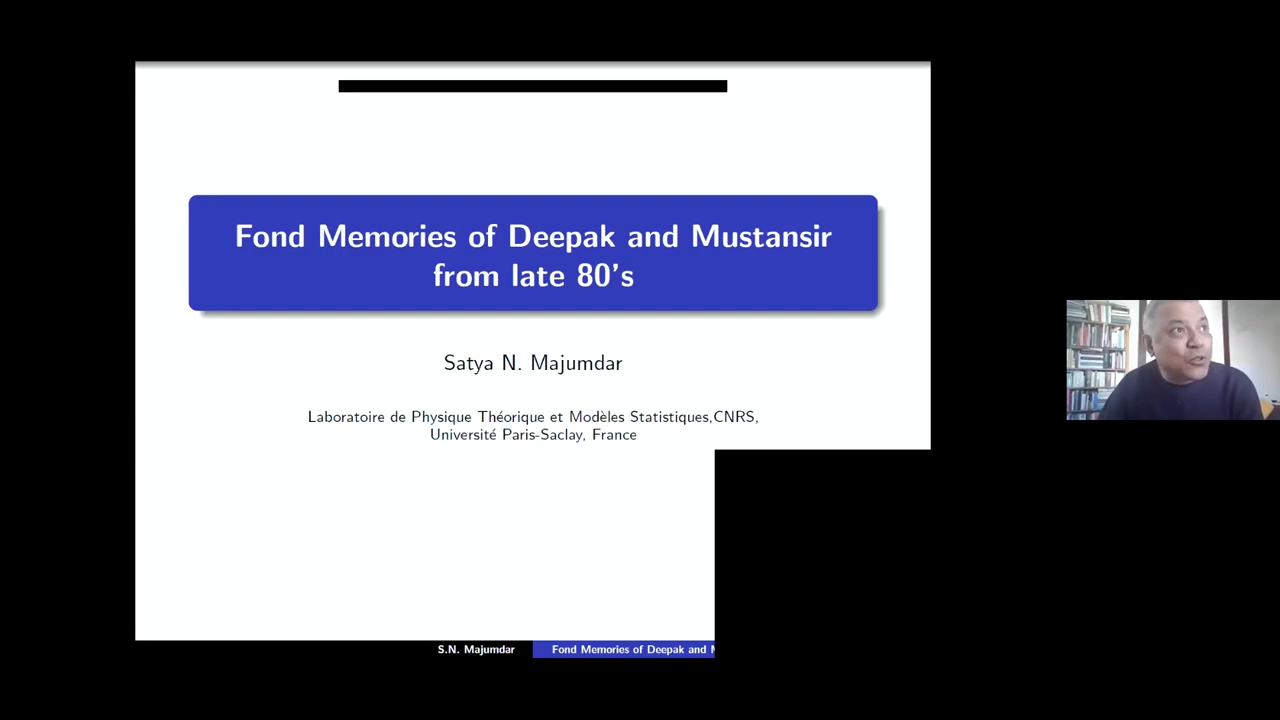 Fond Memories of Deepak and Mustansir
from late 80's
Satya N. Majumdar
Laboratoire de Physique Théorique et Modèles Statistiques,CNRS,
Université Paris-Saclay, France
S.N. Majumdar
Fond Memories of Deepak and